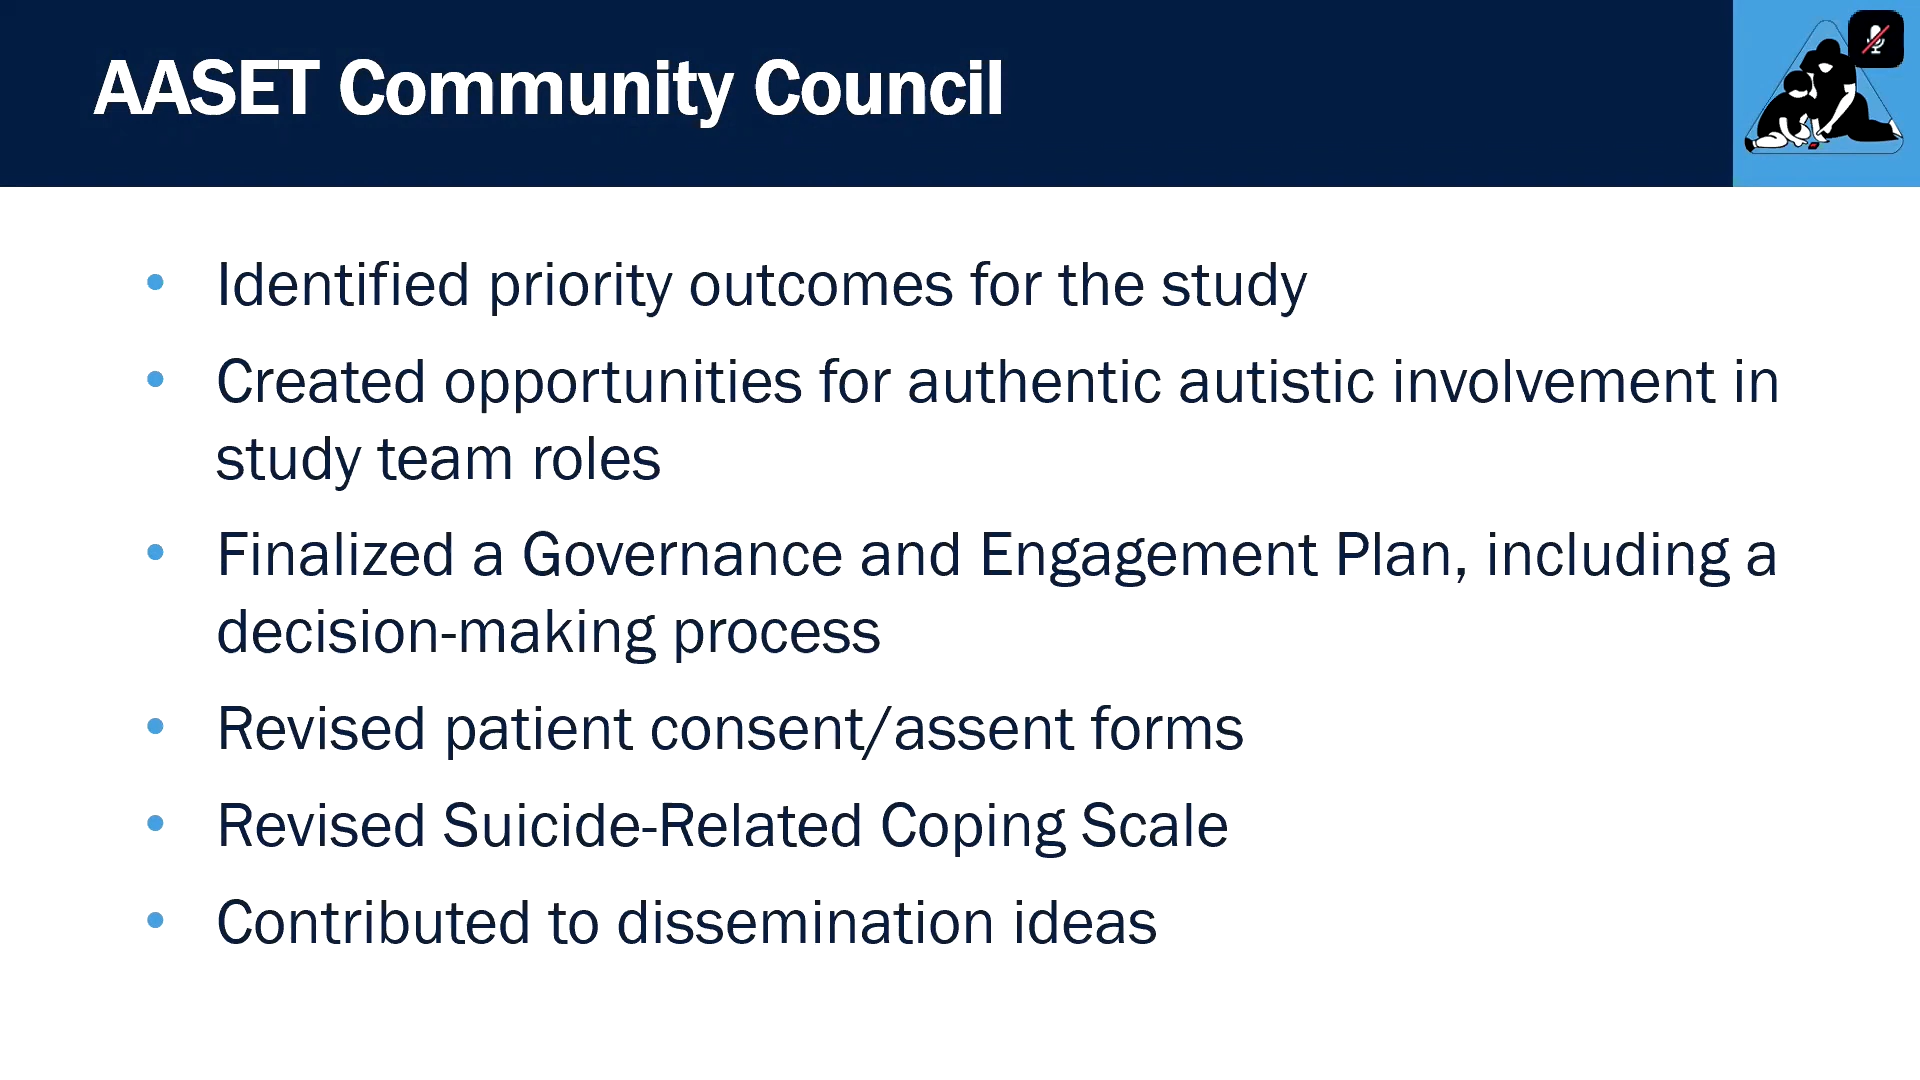 AASET Community Council
• Identified priority outcomes for the study
• Created opportunities for authentic autistic involvement in
study team roles
• Finalized a Governance and Engagement Plan, including a
decision-making process
• Revised patient consent/assent forms
• Revised Suicide-Related Coping Scale
• Contributed to dissemination ideas